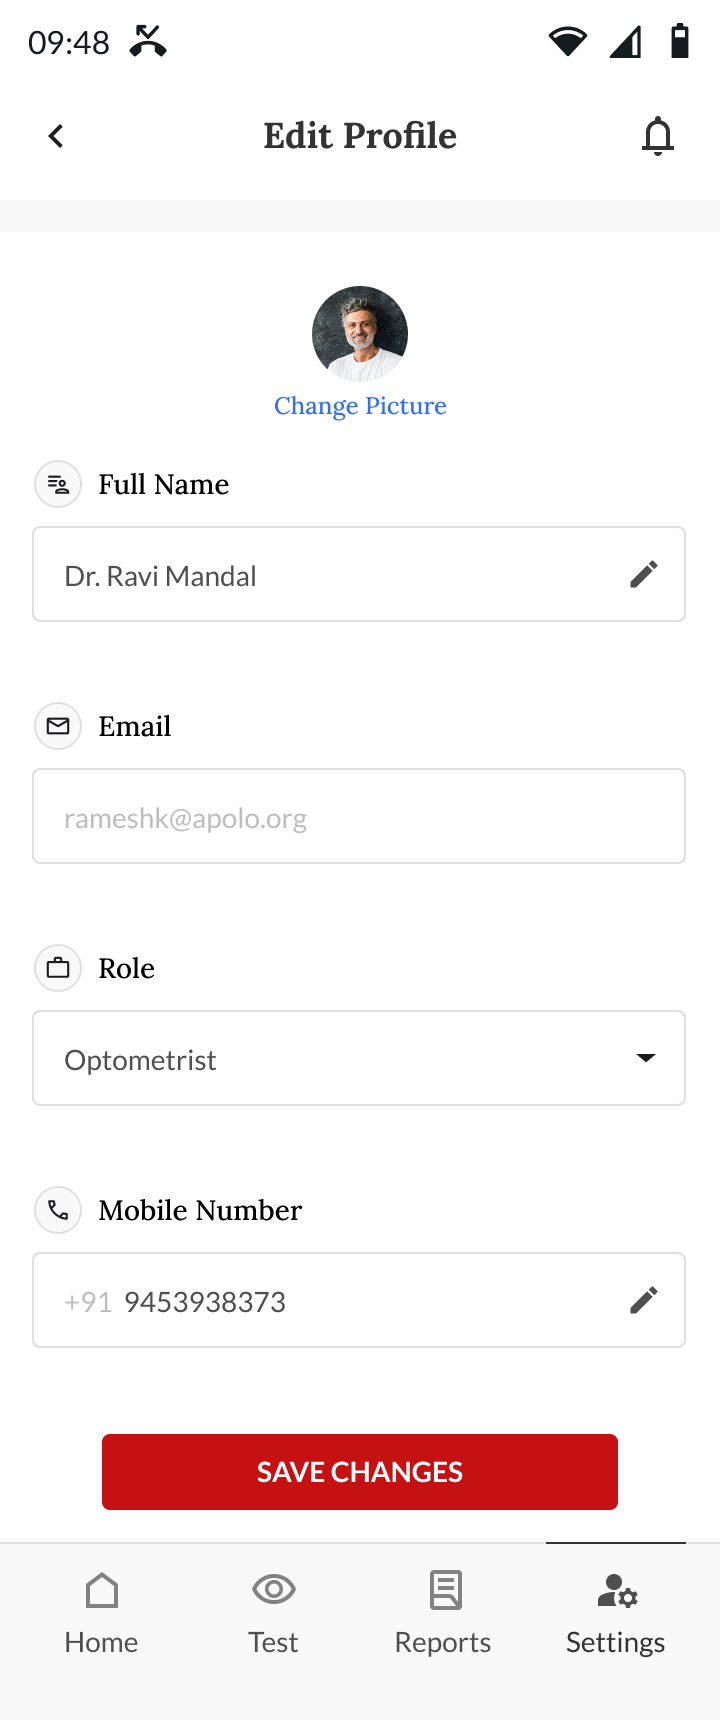 09:48
Edit Profile
Change Picture
Full Name
Dr. Ravi Mandal
Email
rameshk@apolo.org
Role
Optometrist
Mobile Number
+91 9453938373
SAVE CHANGES
Home Test Reports Settings